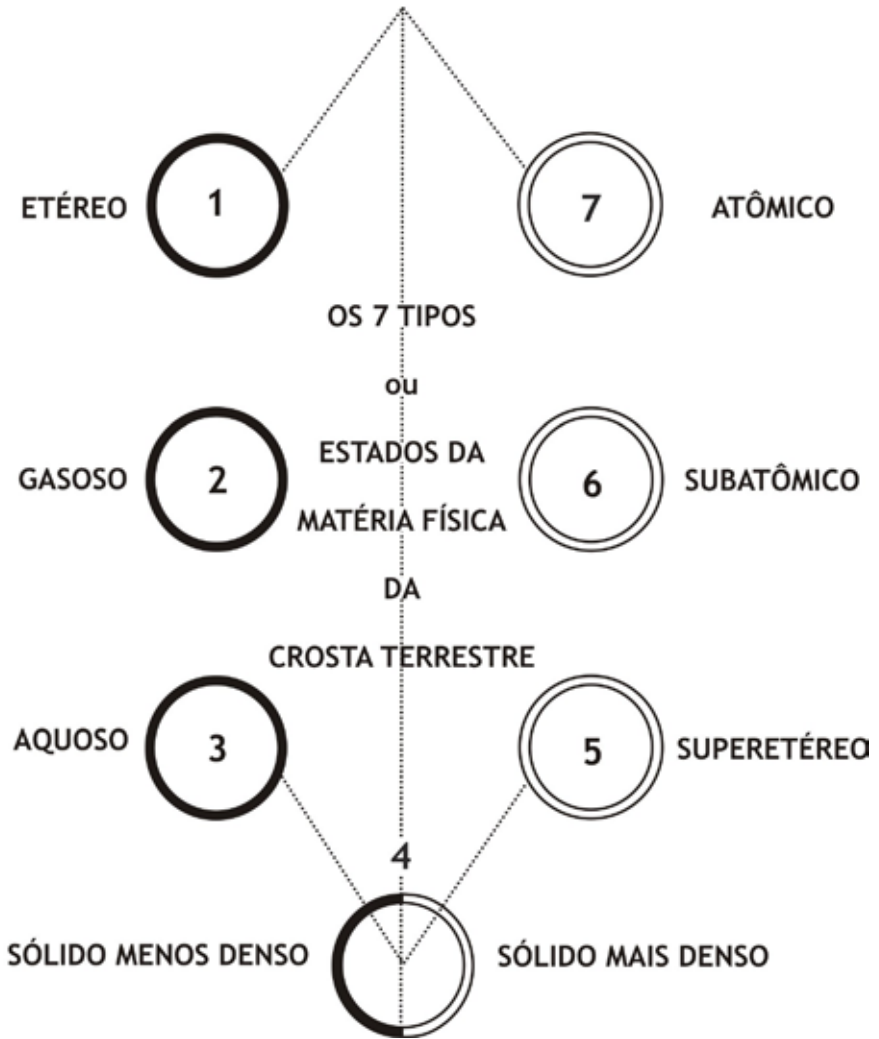 ETÉREO
1
7
ATÔMICO
OS 7 TIPOS
ou
ESTADOS DA
MATÉRIA FÍSICA
DA
CROSTA TERRESTRE
GASOSO
2
6
SUBATÔMICO
AQUOSO
3
5
SUPERETÉREO
4
SÓLIDO MENOS DENSO
SÓLIDO MAIS DENSO